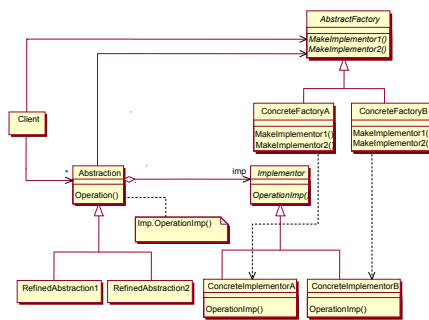 AbstractFactory
MakeImplementor1()
MakeImplementor2()
ConcreteFactoryA
MakeImplementor1()
MakeImplementor2()
ConcreteFactoryB
MakeImplementor1()
MakeImplementor2()
Client
*
Abstraction
Operation()
imp
Implementor
OperationImp()
Imp.OperationImp()
RefinedAbstraction1
RefinedAbstraction2
ConcreteImplementorA
OperationImp()
ConcreteImplementorB
OperationImp()